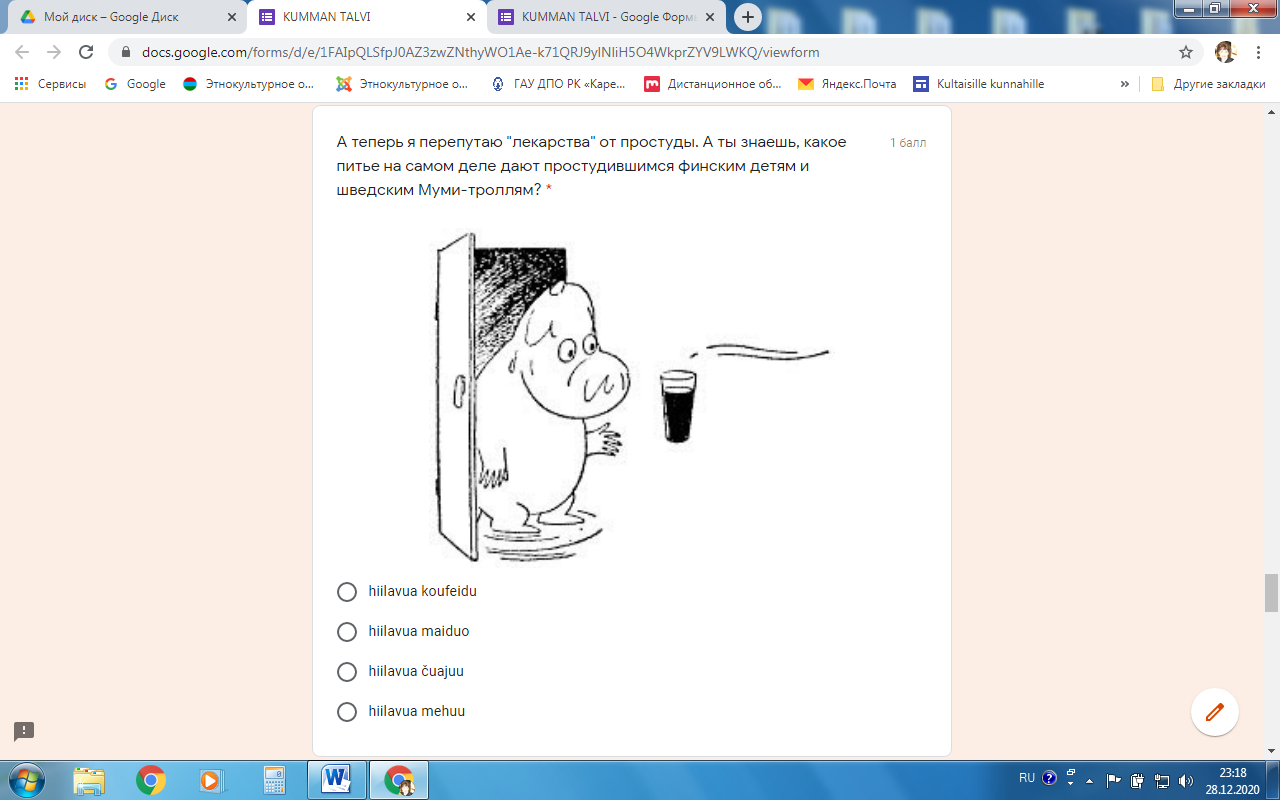 Мой диск – Google Диск
KUMMAN TALVI
KUMMAN TALVI - Google Форм
docs.google.com/forms/d/e/1FAIpQLSfpJ0AZ3zwZNthyWO1Ae-k71QRJ9ylNliH5O4WkprZYV9LWKQ/viewform
Сервисы
Google
Этнокультурное о...
Этнокультурное о...
ГАУ ДПО РК «Каре...
Дистанционное об...
Яндекс.Почта
Kultaisille kunnahille
»
Другие закладки
А теперь я перепутаю "лекарства" от простуды. А ты знаешь, какое
питье на самом деле дают простудившимся финским детям и
шведским Муми-троллям? *
1 балл
hiilavua koufeidu
hiilavua maiduo
hiilavua čuajuu
hiilavua mehuu
RU
23:18
28.12.2020